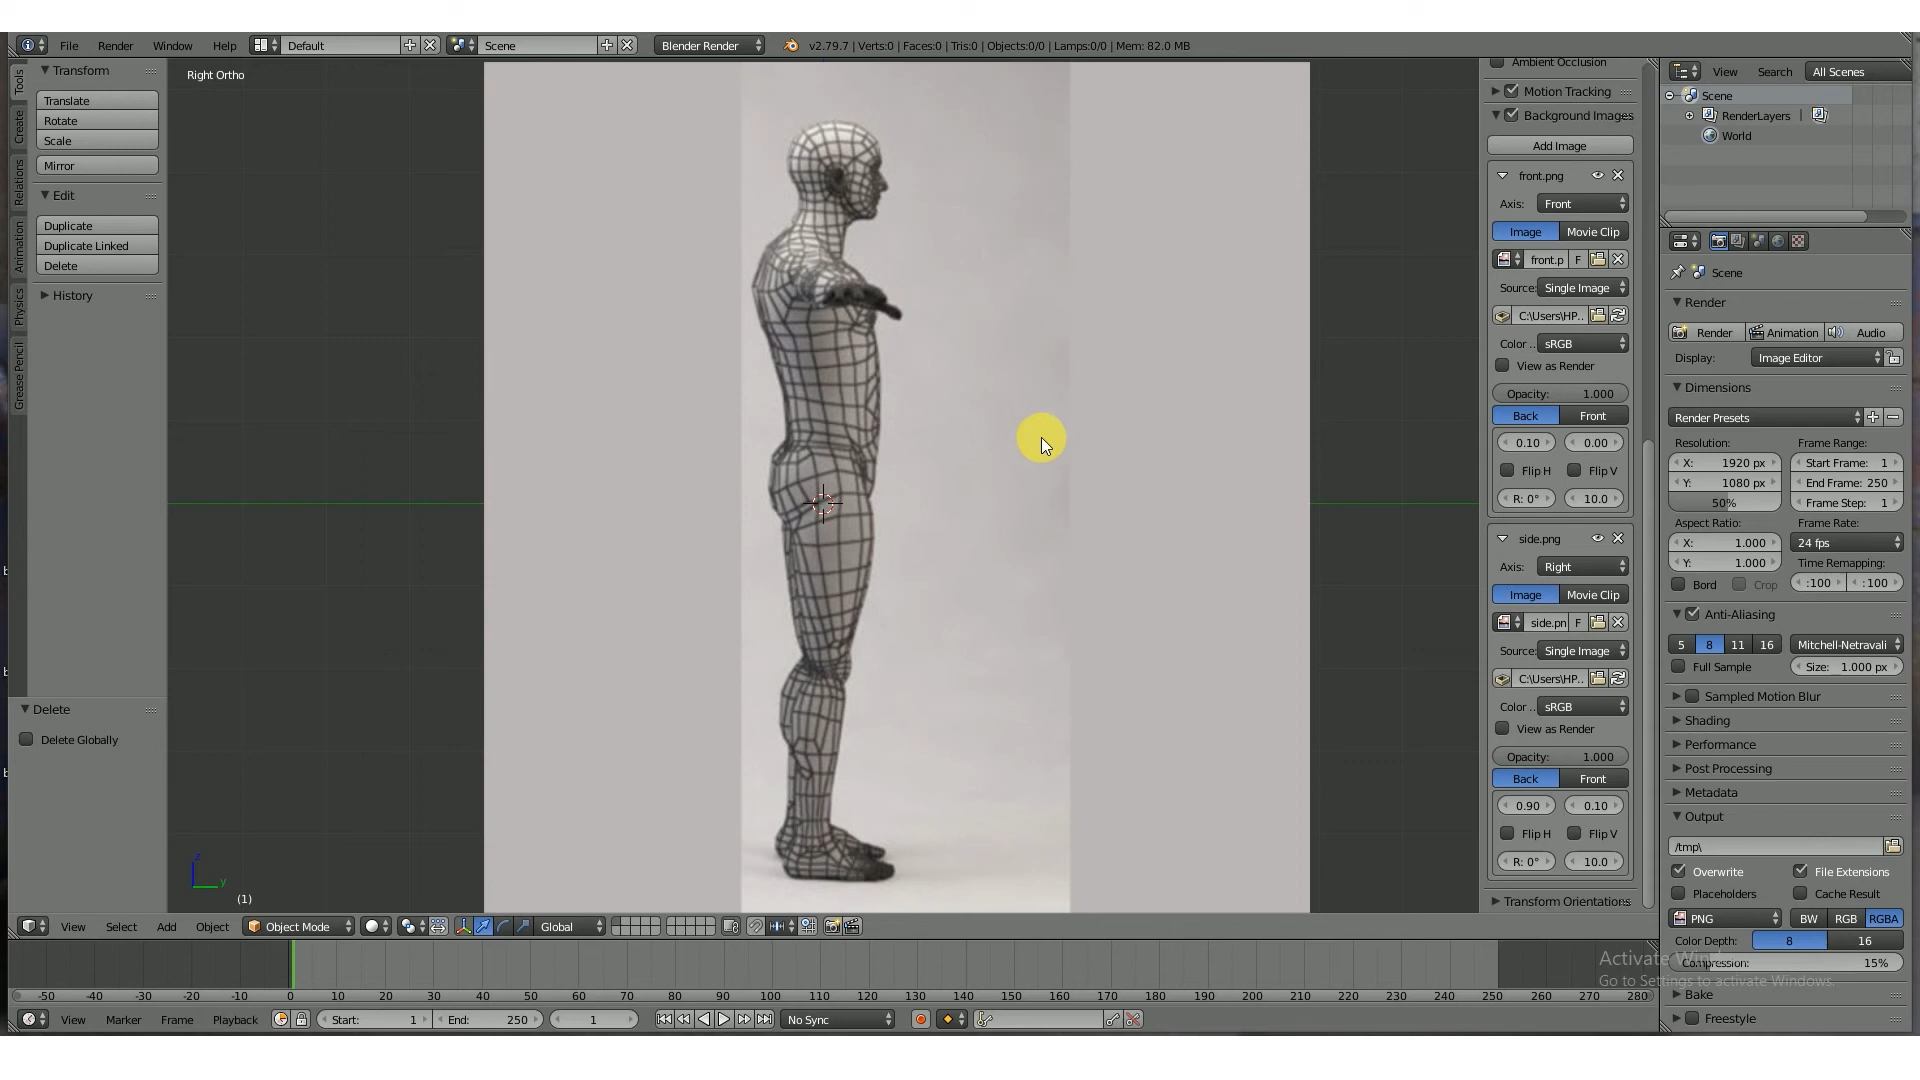 File Render Window Help Default Scene Blender Render v2.79.7 | Verts:0 | Faces:0 | Tris:0 | Objects:0/0 | Lamps:0/0 | Mem: 82.0 MB
Tools
Create
Relations
Animation
Physics
Grease Pencil
Transform
Translate
Rotate
Scale
Mirror
Edit
Duplicate
Duplicate Linked
Delete
History
Delete
Delete Globally
Right Ortho
z
y
(1)
Ambient Occlusion
Motion Tracking
Background Images
Add Image
front.png
Axis: Front
Image Movie Clip
front.p F
Source: Single Image
C:\Users\HP..
Color .. sRGB
View as Render
Opacity: 1.000
Back Front
0.10 0.00
Flip H Flip V
R: 0° 10.0
side.png
Axis: Right
Image Movie Clip
side.pn F
Source: Single Image
C:\Users\HP..
Color .. sRGB
View as Render
Opacity: 1.000
Back Front
0.90 0.10
Flip H Flip V
R: 0° 10.0
Transform Orientations
View Search All Scenes
Scene
RenderLayers |
World
Scene
Render
Render Animation Audio
Display: Image Editor
Dimensions
Render Presets
Resolution: Frame Range:
X: 1920 px Start Frame: 1
Y: 1080 px End Frame: 250
50% Frame Step: 1
Aspect Ratio: Frame Rate:
X: 1.000 24 fps
Y: 1.000 Time Remapping:
Bord Crop :100 :100
Anti-Aliasing
5 8 11 16 Mitchell-Netravali
Full Sample Size: 1.000 px
Sampled Motion Blur
Shading
Performance
Post Processing
Metadata
Output
/tmp\
Overwrite File Extensions
Placeholders Cache Result
PNG BW RGB RGBA
Color Depth: 8 16
Compression: 15%
Bake
Freestyle
View Select Add Object Object Mode Global
-50 -40 -30 -20 -10 0 10 20 30 40 50 60 70 80 90 100 110 120 130 140 150 160 170 180 190 200 210 220 230 240 250 260 270 280
View Marker Frame Playback Start: 1 End: 250 1 No Sync
Activate Win
Go to Settings to activate Windows.